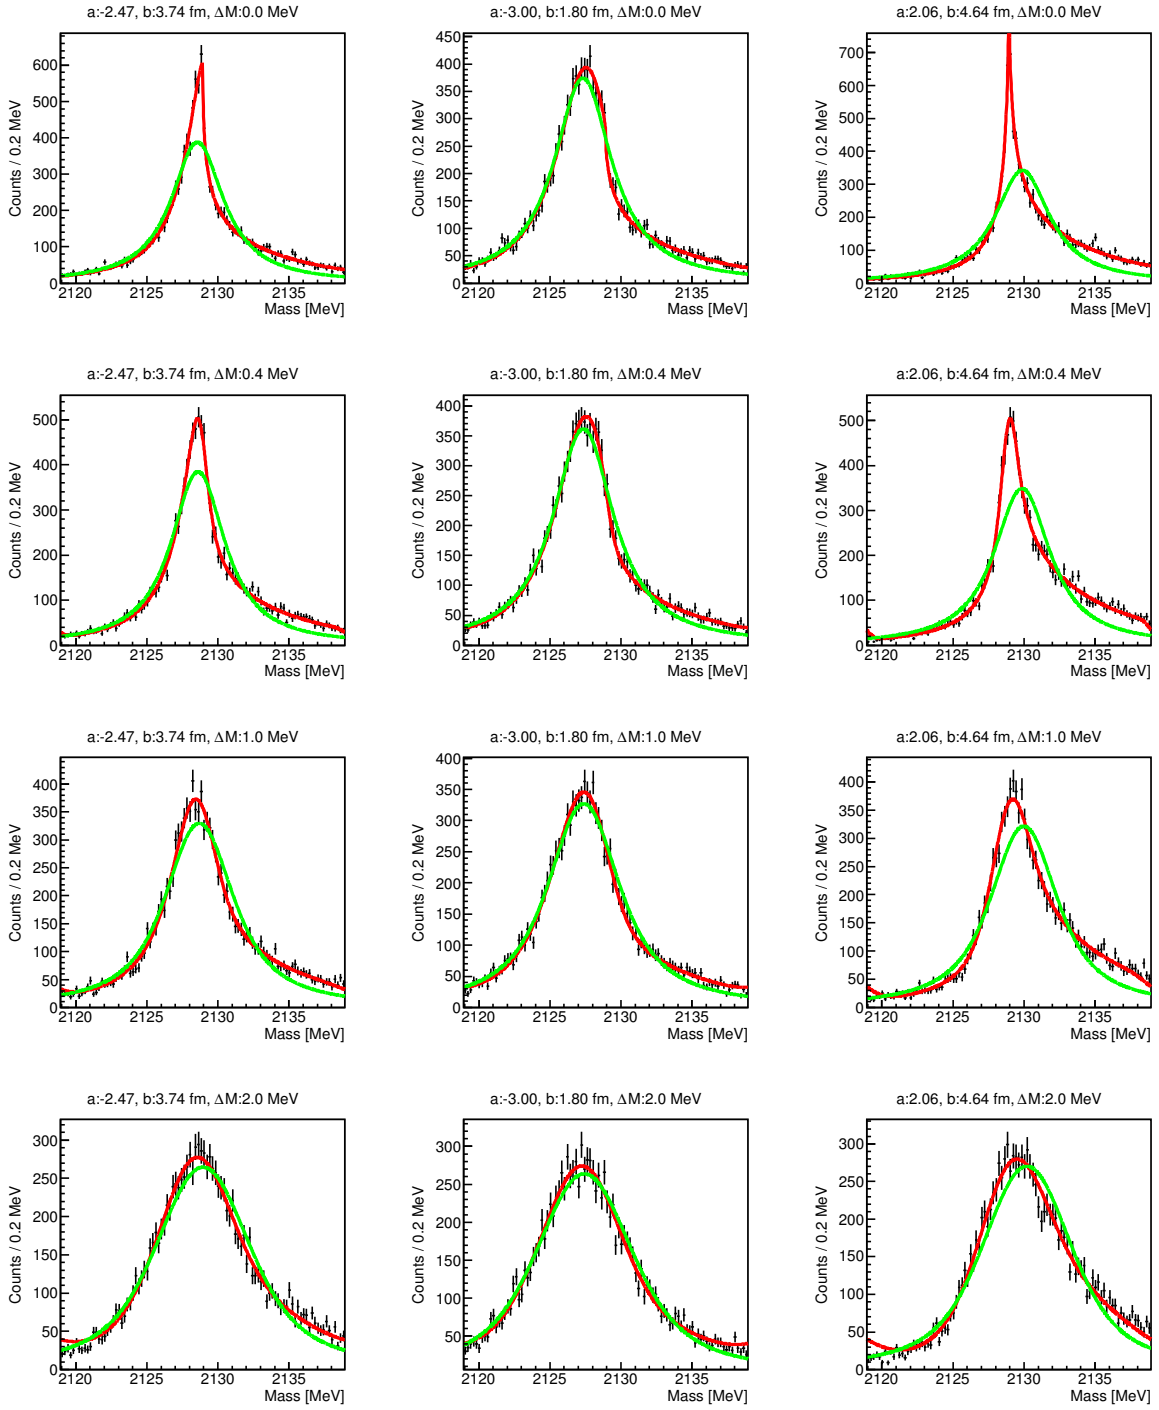 a:-2.47, b:3.74 fm, ΔM:0.0 MeV
Counts / 0.2 MeV
600
500
400
300
200
100
0
2120 2125 2130 2135
Mass [MeV]
a:-3.00, b:1.80 fm, ΔM:0.0 MeV
Counts / 0.2 MeV
450
400
350
300
250
200
150
100
50
0
2120 2125 2130 2135
Mass [MeV]
a:2.06, b:4.64 fm, ΔM:0.0 MeV
Counts / 0.2 MeV
700
600
500
400
300
200
100
0
2120 2125 2130 2135
Mass [MeV]
a:-2.47, b:3.74 fm, ΔM:0.4 MeV
Counts / 0.2 MeV
500
400
300
200
100
0
2120 2125 2130 2135
Mass [MeV]
a:-3.00, b:1.80 fm, ΔM:0.4 MeV
Counts / 0.2 MeV
400
350
300
250
200
150
100
50
0
2120 2125 2130 2135
Mass [MeV]
a:2.06, b:4.64 fm, ΔM:0.4 MeV
Counts / 0.2 MeV
500
400
300
200
100
0
2120 2125 2130 2135
Mass [MeV]
a:-2.47, b:3.74 fm, ΔM:1.0 MeV
Counts / 0.2 MeV
400
350
300
250
200
150
100
50
0
2120 2125 2130 2135
Mass [MeV]
a:-3.00, b:1.80 fm, ΔM:1.0 MeV
Counts / 0.2 MeV
400
350
300
250
200
150
100
50
0
2120 2125 2130 2135
Mass [MeV]
a:2.06, b:4.64 fm, ΔM:1.0 MeV
Counts / 0.2 MeV
400
350
300
250
200
150
100
50
0
2120 2125 2130 2135
Mass [MeV]
a:-2.47, b:3.74 fm, ΔM:2.0 MeV
Counts / 0.2 MeV
300
250
200
150
100
50
0
2120 2125 2130 2135
Mass [MeV]
a:-3.00, b:1.80 fm, ΔM:2.0 MeV
Counts / 0.2 MeV
300
250
200
150
100
50
2120 2125 2130 2135
Mass [MeV]
a:2.06, b:4.64 fm, ΔM:2.0 MeV
Counts / 0.2 MeV
300
250
200
150
100
50
0
2120 2125 2130 2135
Mass [MeV]